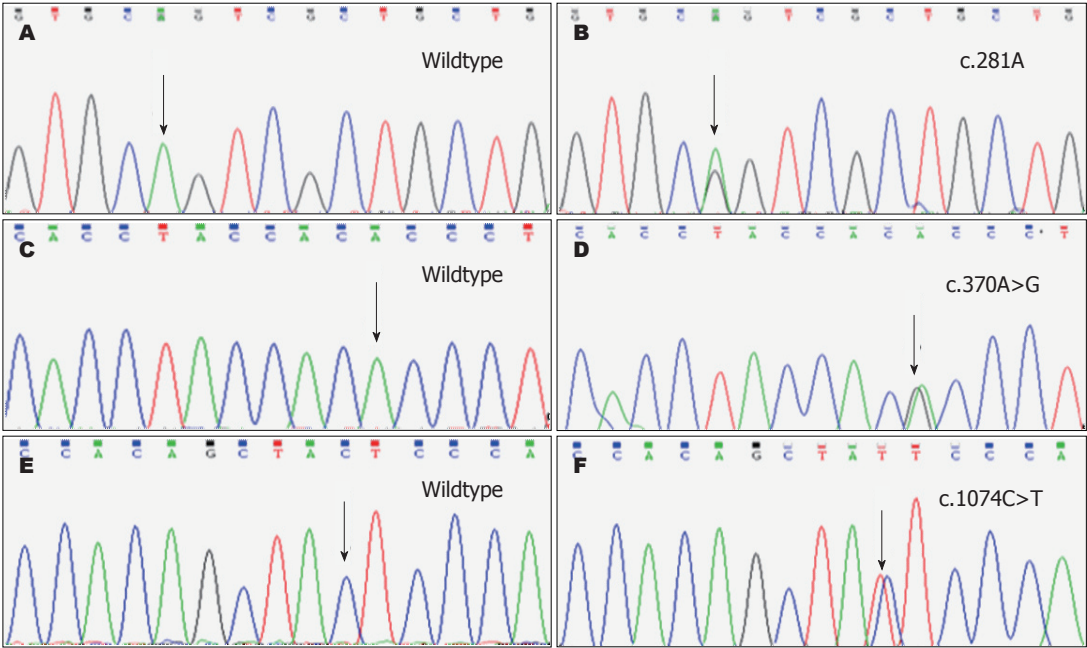 G T G C A G T C G C T G C T G
A
Wildtype
G T G C A G T C G C T G C T G
B
c.281A
C A C C T A C C A C A C C C T
C
Wildtype
C A C C T A C C A C A C C C T
D
c.370A>G
C C A C A G C T A C T C C C A
E
Wildtype
C C A C A G C T A T T C C C A
F
c.1074C>T